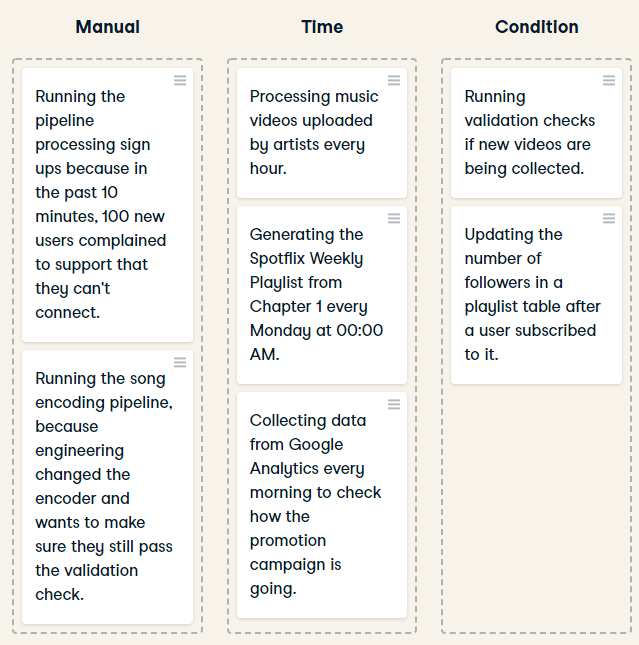 Manual
Running the
pipeline
processing sign
ups because in
the past 10
minutes, 100 new
users complained
to support that
they can't
connect.
Running the song
encoding pipeline,
because
engineering
changed the
encoder and
wants to make
sure they still pass
the validation
check.
TIme
Processing music
videos uploaded
by artists every
hour.
Generating the
Spotflix Weekly
Playlist from
Chapter 1 every
Monday at 00:00
AM.
Collecting data
from Google
Analytics every
morning to check
how the
promotion
campaign is
going.
Condition
Running
validation checks
if new videos are
being collected.
Updating the
number of
followers in a
playlist table after
a user subscribed
to it.